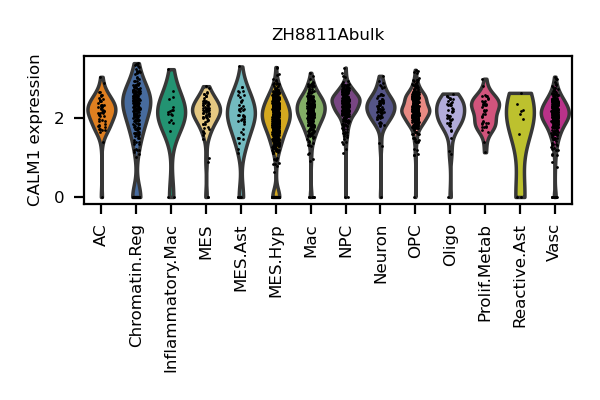 ZH8811Abulk
CALM1 expression
2
0
AC
Chromatin.Reg
Inflammatory.Mac
MES
MES.Ast
MES.Hyp
Mac
NPC
Neuron
OPC
Oligo
Prolif.Metab
Reactive.Ast
Vasc